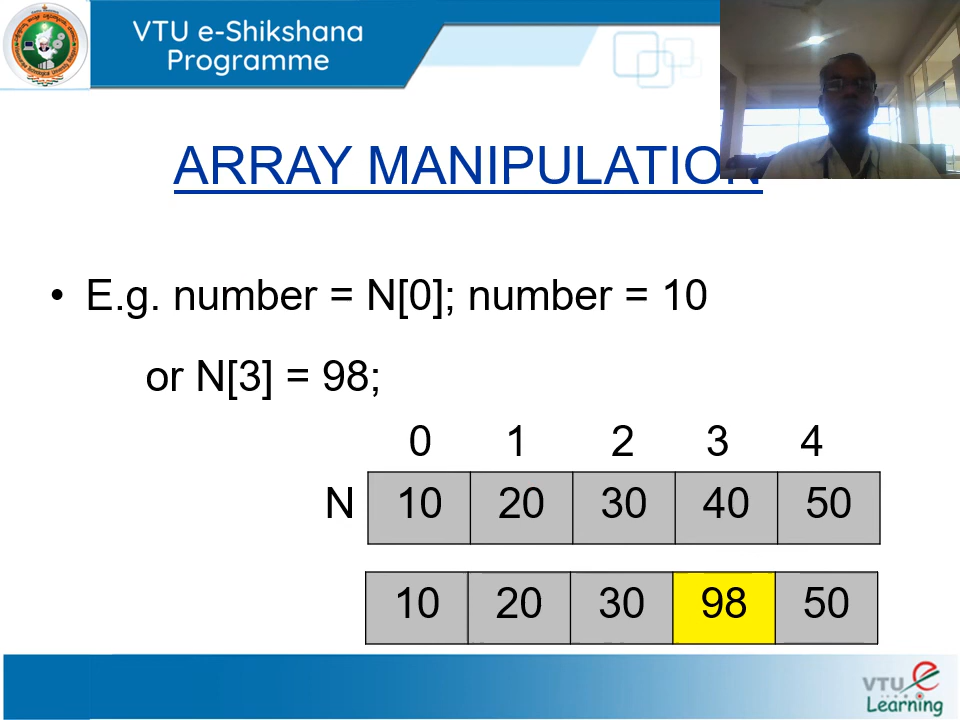 VTU e-Shikshana
Programme
ARRAY MANIPULATION
• E.g. number = N[0]; number = 10
or N[3] = 98;
0 1 2 3 4
N 10 20 30 40 50
10 20 30 98 50
VTU e
Learning